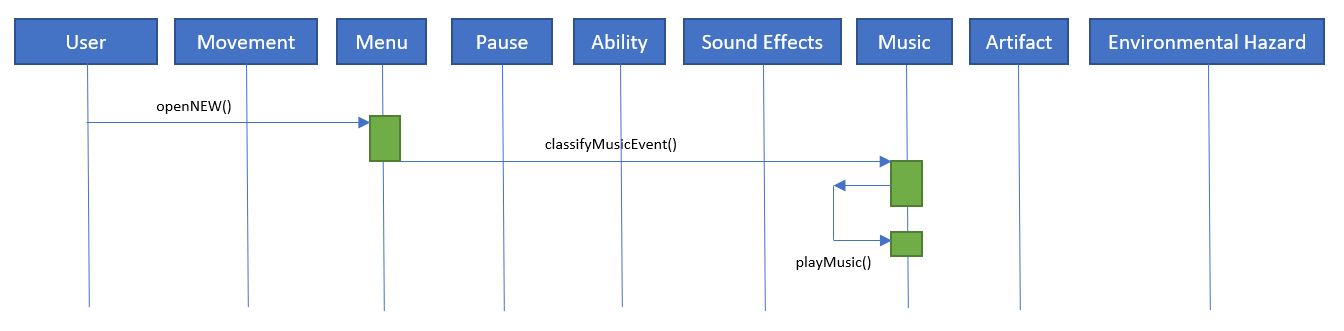 User
Movement
Menu
Pause
Ability
Sound Effects
Music
Artifact
Environmental Hazard
openNEW()
classifyMusicEvent()
playMusic()